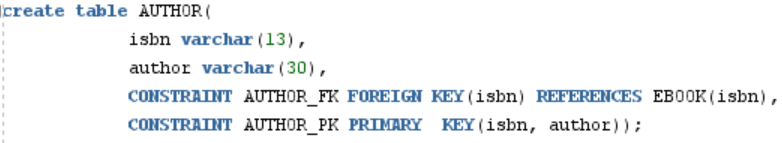 create table AUTHOR(
isbn varchar(13),
author varchar(30),
CONSTRAINT AUTHOR_FK FOREIGN KEY(isbn) REFERENCES EBOOK(isbn),
CONSTRAINT AUTHOR_PK PRIMARY  KEY(isbn, author));